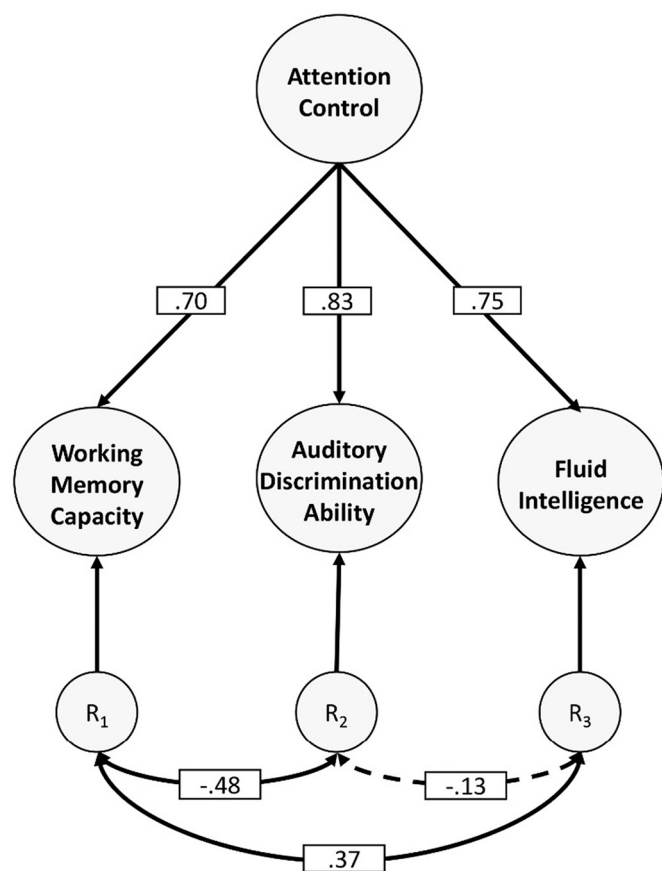 Attention
Control
.70
.83
.75
Working
Memory
Capacity
Auditory
Discrimination
Ability
Fluid
Intelligence
R₁
R₂
R₃
-.48
-.13
.37